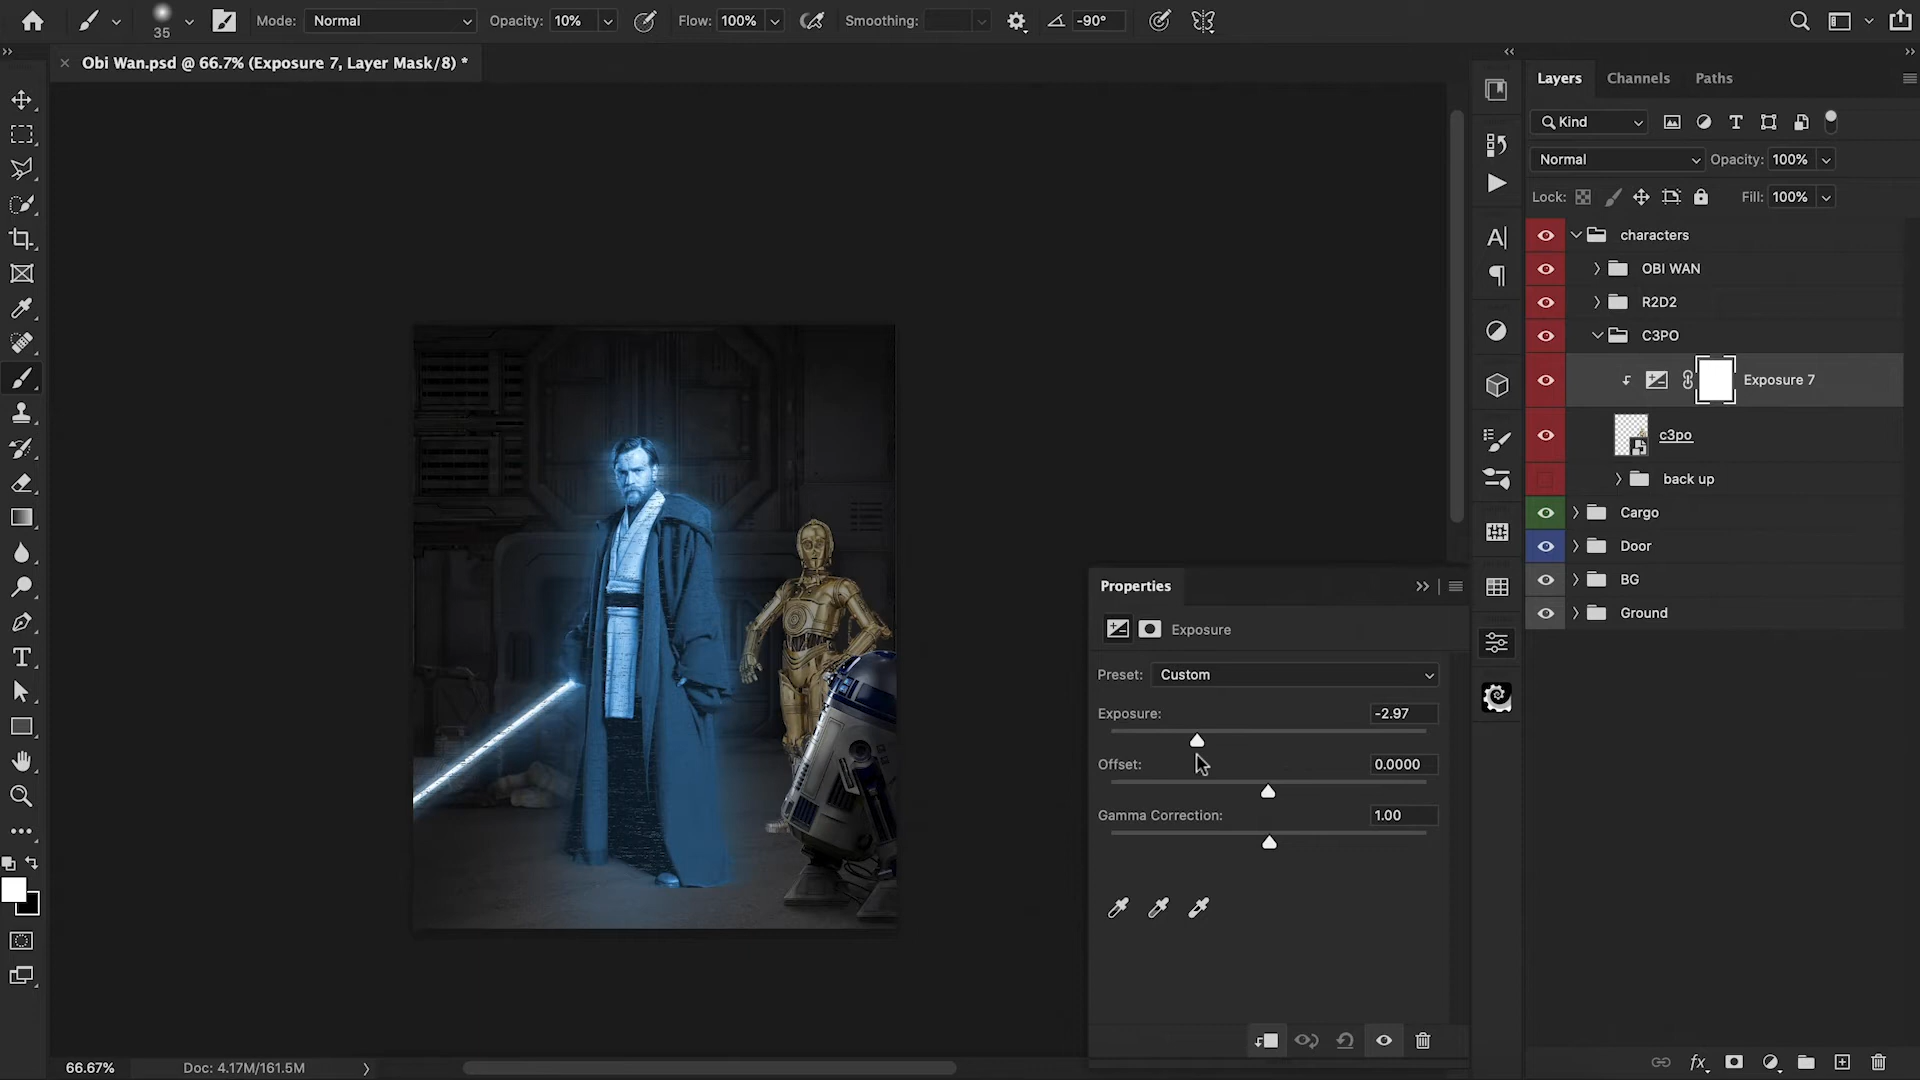 35
Mode: Normal
Opacity: 10%
Flow: 100%
Smoothing:
-90°
Obi Wan.psd @ 66.7% (Exposure 7, Layer Mask/8) *
Layers
Channels
Paths
Kind
Normal
Opacity: 100%
Lock:
Fill: 100%
characters
OBI WAN
R2D2
C3PO
Exposure 7
c3po
back up
Cargo
Door
BG
Ground
Properties
Exposure
Preset: Custom
Exposure: -2.97
Offset: 0.0000
Gamma Correction: 1.00
66.67%
Doc: 4.17M/161.5M